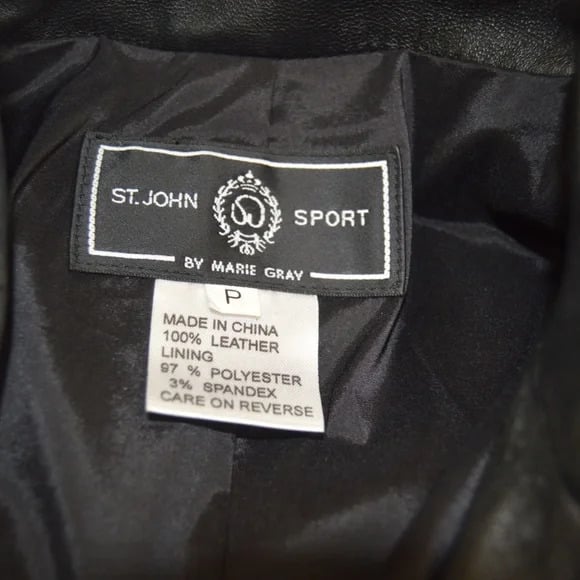 ST. JOHN SPORT
BY MARIE GRAY
P
MADE IN CHINA
100% LEATHER
LINING
97 % POLYESTER
3% SPANDEX
CARE ON REVERSE